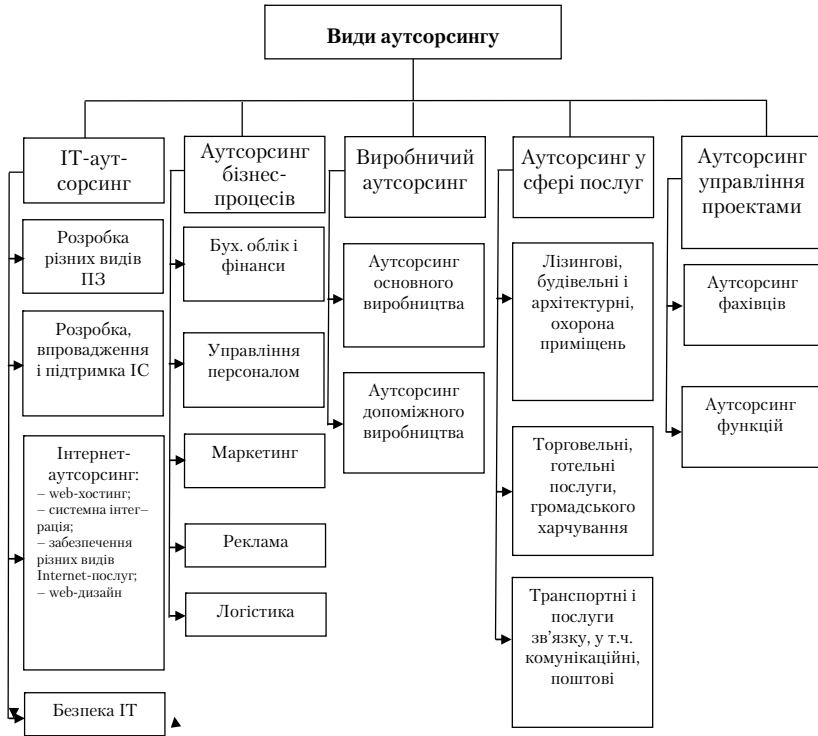 Види аутсорсингу
ІТ-аут-
сорсинг
Розробка
різних видів
ПЗ
Розробка,
впровадження
і підтримка ІС
Інтернет-
аутсорсинг:
– web-хостинг;
– системна інтег–
рація;
– забезпечення
різних видів
Internet-послуг;
– web-дизайн
Безпека ІТ
Аутсорсинг
бізнес-
процесів
Бух. облік і
фінанси
Управління
персоналом
Маркетинг
Реклама
Логістика
Виробничий
аутсорсинг
Аутсорсинг
основного
виробництва
Аутсорсинг
допоміжного
виробництва
Аутсорсинг у
сфері послуг
Лізингові,
будівельні і
архітектурні,
охорона
приміщень
Торговельні,
готельні
послуги,
громадського
харчування
Транспортні і
послуги
зв’язку, у т.ч.
комунікаційні,
поштові
Аутсорсинг
управління
проектами
Аутсорсинг
фахівців
Аутсорсинг
функцій